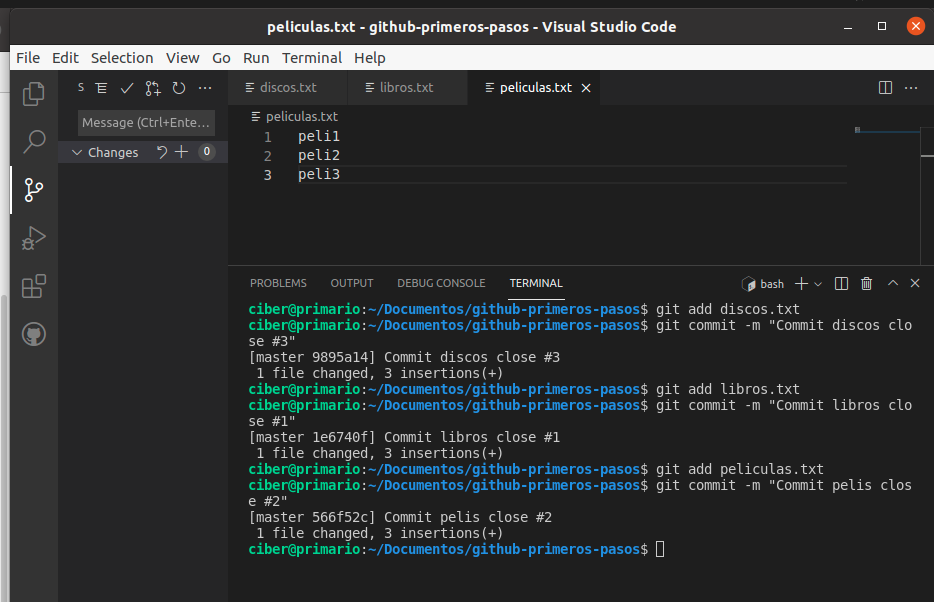 peliculas.txt - github-primeros-pasos - Visual Studio Code
File Edit Selection View Go Run Terminal Help
S
discos.txt libros.txt peliculas.txt
Message (Ctrl+Ente...
Changes 0
peliculas.txt
1 peli1
2 peli2
3 peli3
PROBLEMS OUTPUT DEBUG CONSOLE TERMINAL bash
ciber@primario:~/Documentos/github-primeros-pasos$ git add discos.txt
ciber@primario:~/Documentos/github-primeros-pasos$ git commit -m "Commit discos clo
se #3"
[master 9895a14] Commit discos close #3
1 file changed, 3 insertions(+)
ciber@primario:~/Documentos/github-primeros-pasos$ git add libros.txt
ciber@primario:~/Documentos/github-primeros-pasos$ git commit -m "Commit libros clo
se #1"
[master 1e6740f] Commit libros close #1
1 file changed, 3 insertions(+)
ciber@primario:~/Documentos/github-primeros-pasos$ git add peliculas.txt
ciber@primario:~/Documentos/github-primeros-pasos$ git commit -m "Commit pelis clos
e #2"
[master 566f52c] Commit pelis close #2
1 file changed, 3 insertions(+)
ciber@primario:~/Documentos/github-primeros-pasos$